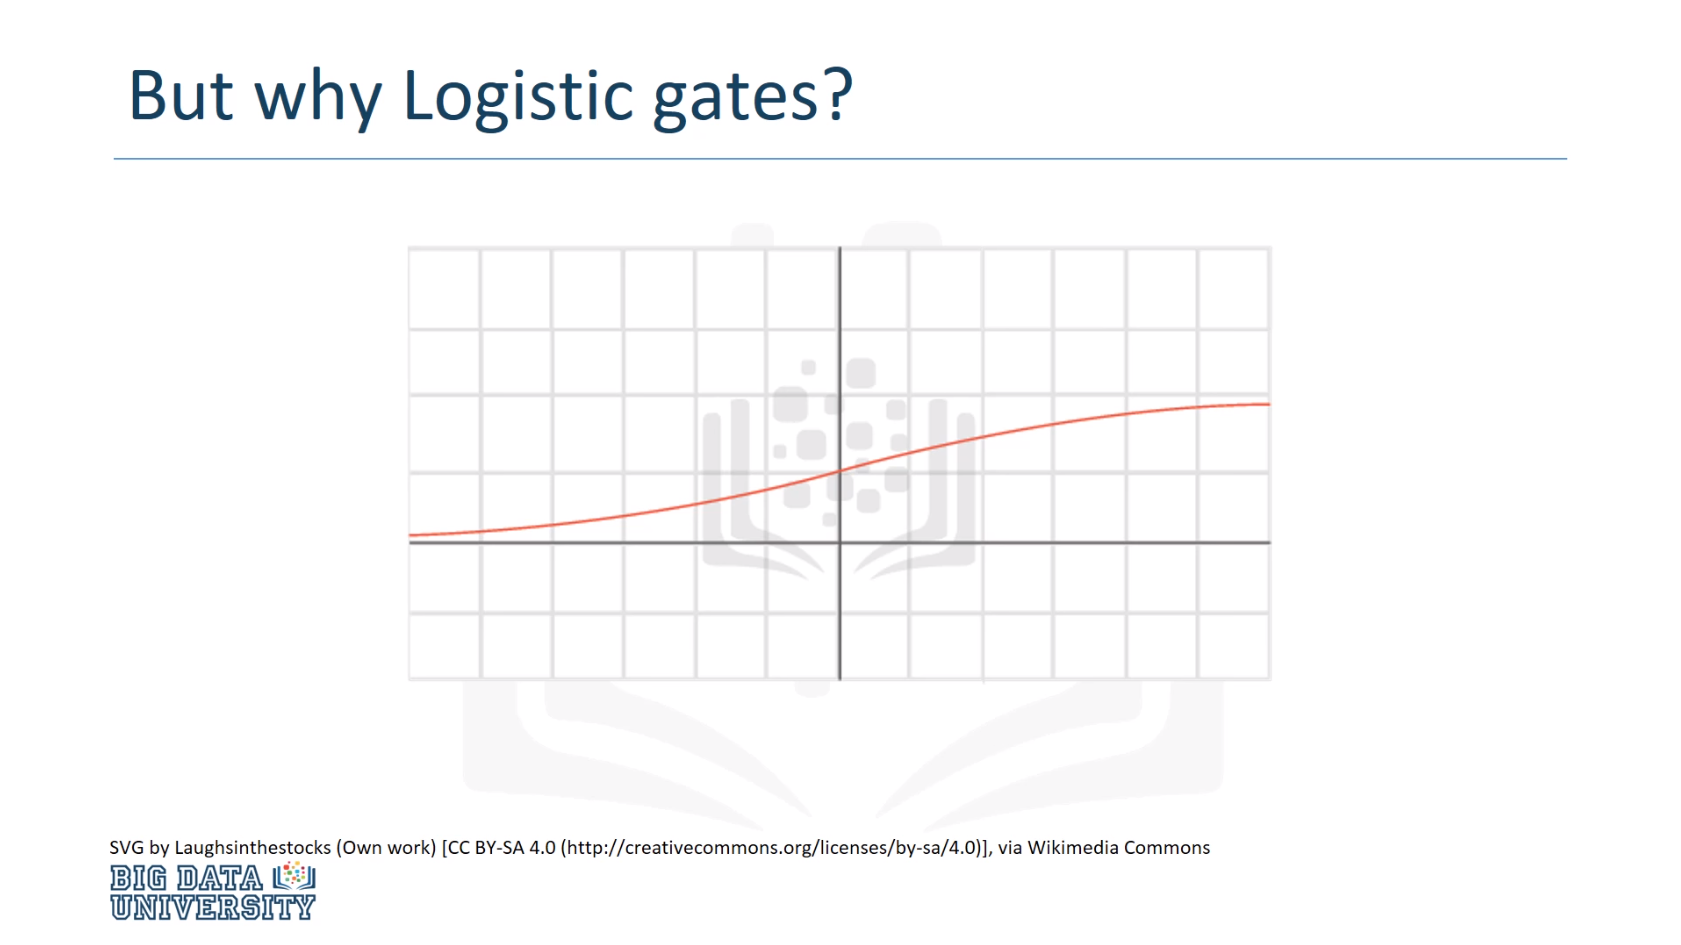 But why Logistic gates?
SVG by Laughsinthestocks (Own work) [CC BY-SA 4.0 (http://creativecommons.org/licenses/by-sa/4.0)], via Wikimedia Commons
BIG DATA
UNIVERSITY